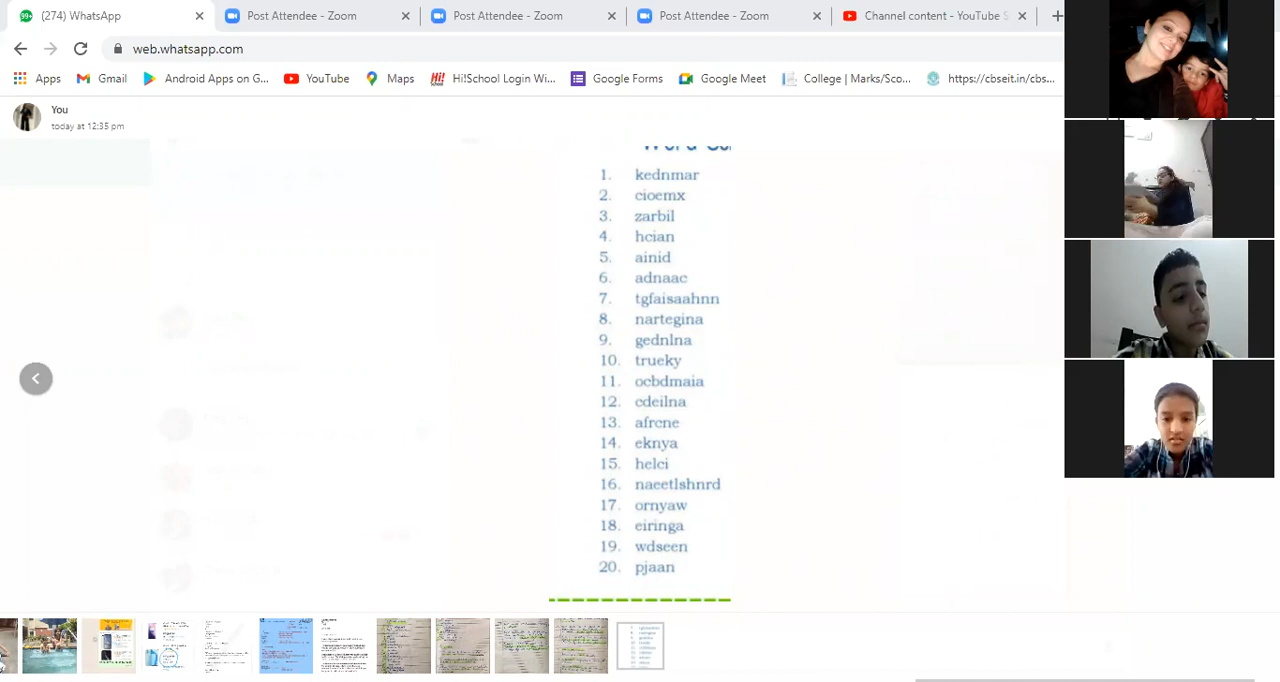 (274) WhatsApp
Post Attendee - Zoom
Post Attendee - Zoom
Post Attendee - Zoom
Channel content - YouTube S
web.whatsapp.com
Apps
Gmail
Android Apps on G...
YouTube
Maps
Hi!School Login Wi...
Google Forms
Google Meet
College | Marks/Sco...
https://cbseit.in/cbs...
You
today at 12:35 pm
1. kednmar
2. cioemx
3. zarbil
4. hcian
5. ainid
6. adnaac
7. tgfaisaahnn
8. nartegina
9. gednlna
10. trueky
11. ocbdmaia
12. cdeilna
13. afrcne
14. eknya
15. helci
16. naeetlshnrd
17. ornyaw
18. eiringa
19. wdseen
20. pjaan